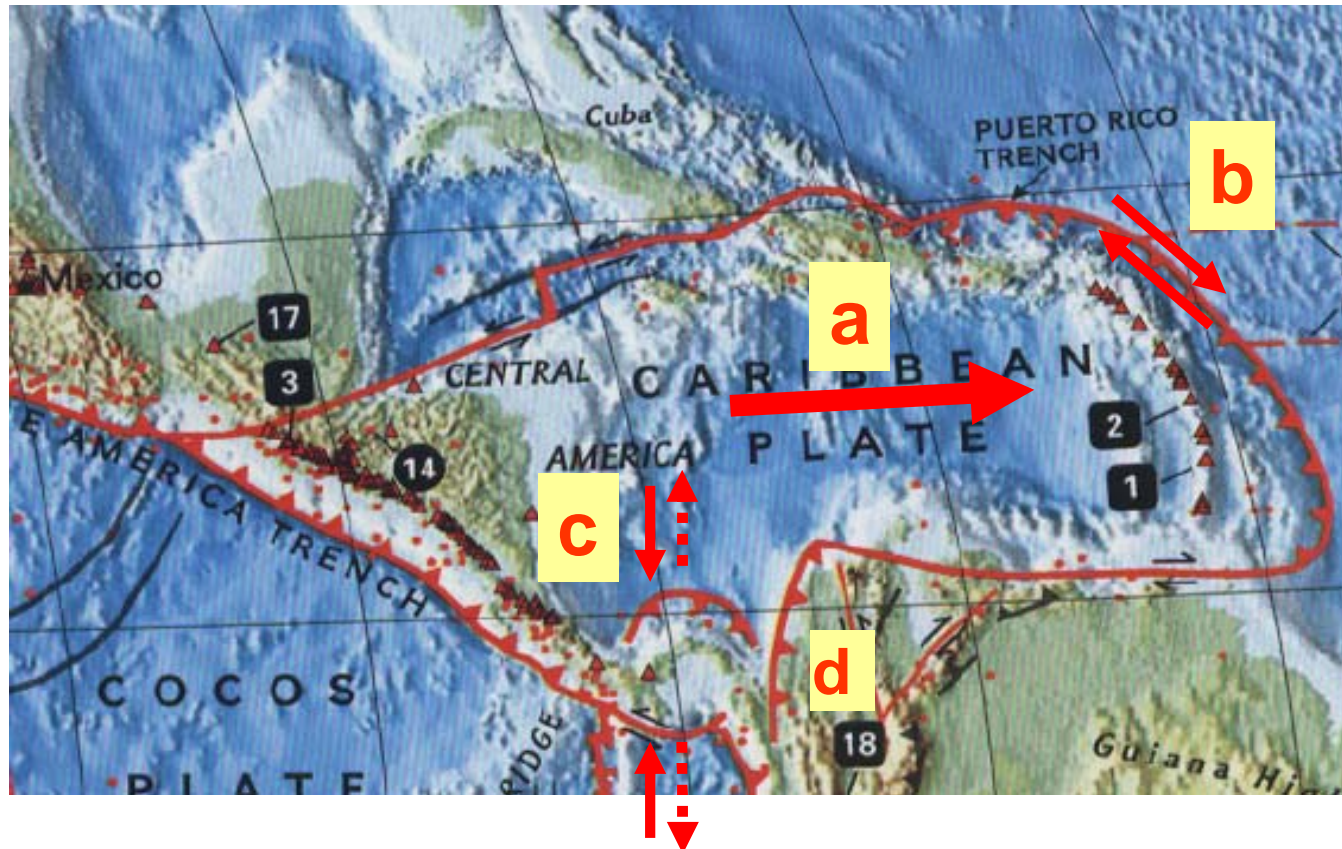 Cuba
PUERTO RICO
TRENCH
b
Mexico
17
a
3
CENTRAL
CARIBBEAN
PLATE
2
AMERICA
14
1
E AMERICA TRENCH
c
d
COCOS
PLATE
RIDGE
18
Guiana Hig